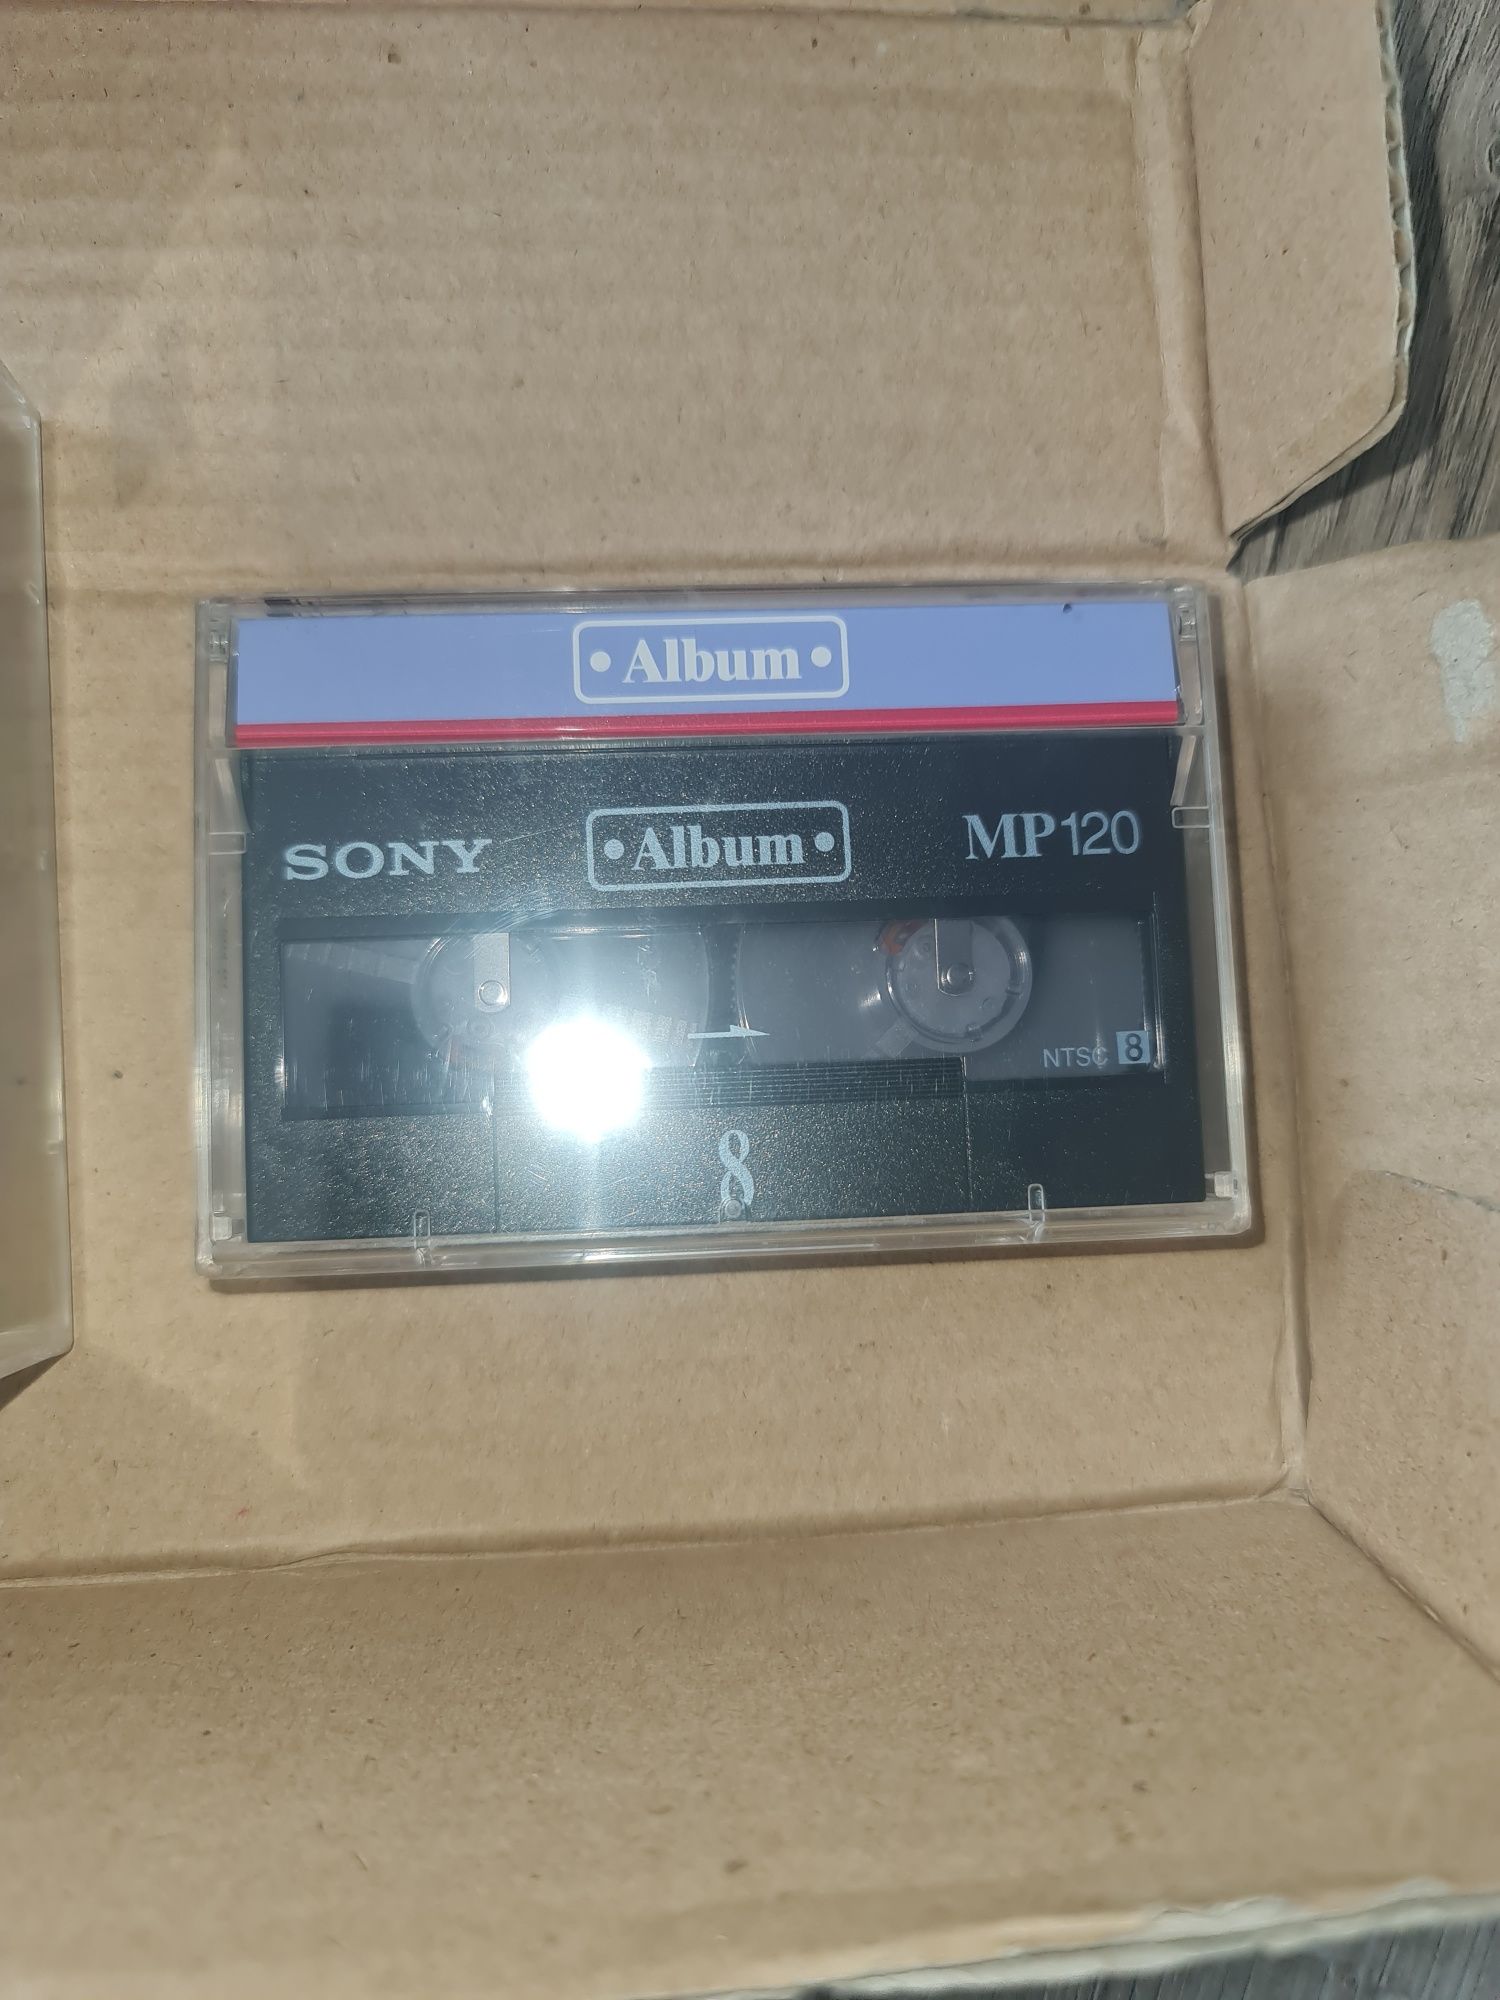 • Album •
SONY • Album • MP120
NTSC 8
8